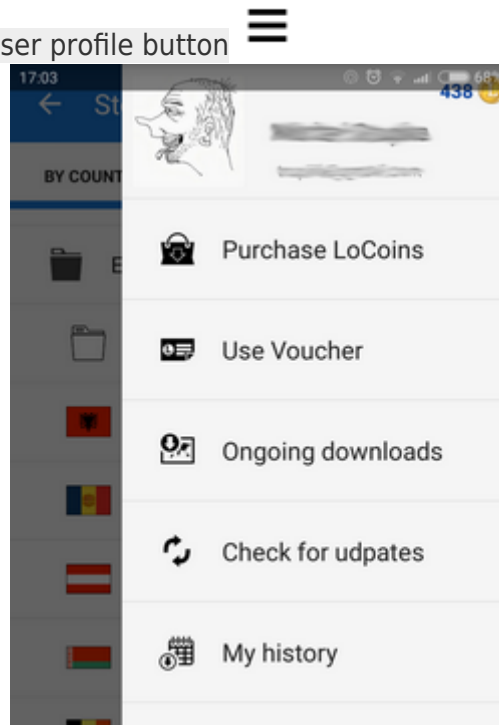 ser profile button
17:03
68%
438
St
BY COUNT
E
Purchase LoCoins
Use Voucher
Ongoing downloads
Check for udpates
My history